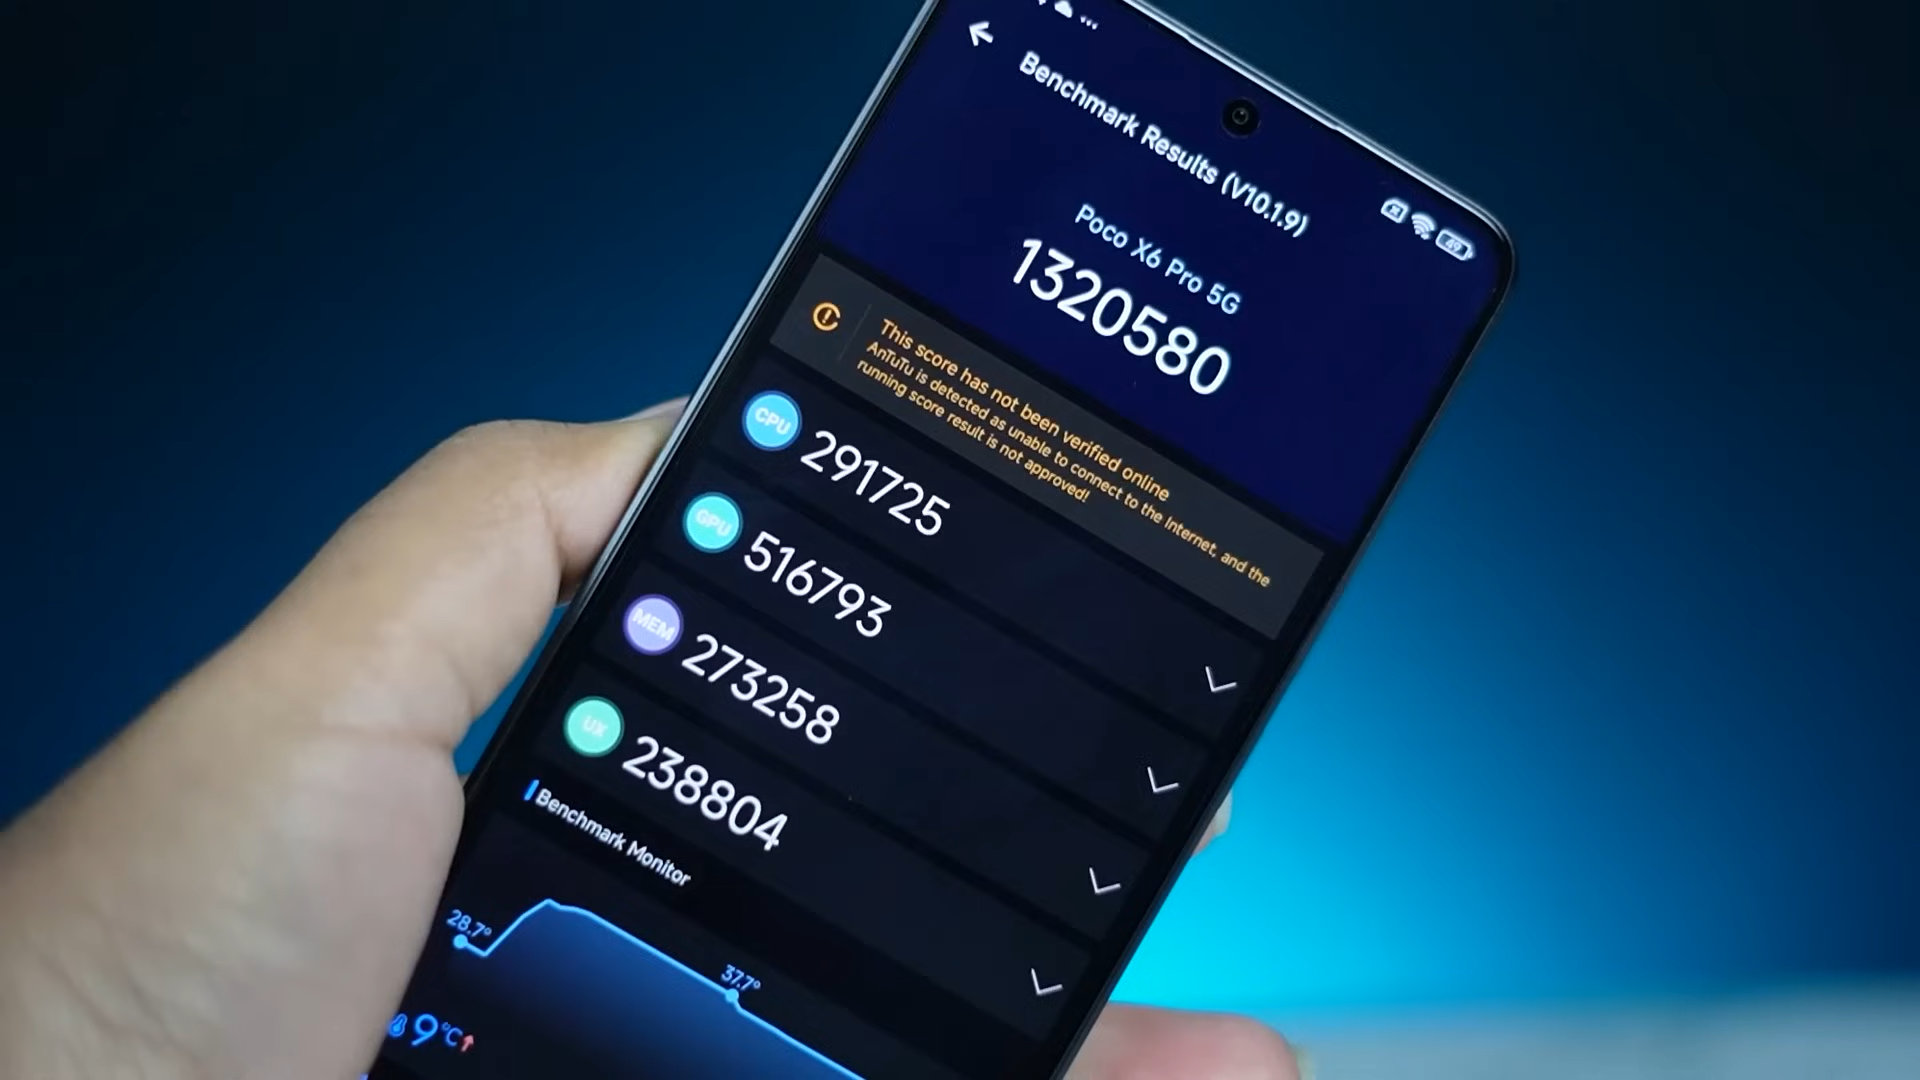 Benchmark Results (V10.1.9)
49
Poco X6 Pro 5G
1320580
This score has not been verified online
AnTuTu is detected as unable to connect to the Internet, and the
running score result is not approved!
CPU 291725
GPU 516793
MEM 273258
UX 238804
Benchmark Monitor
28.7°
37.7°
9°C